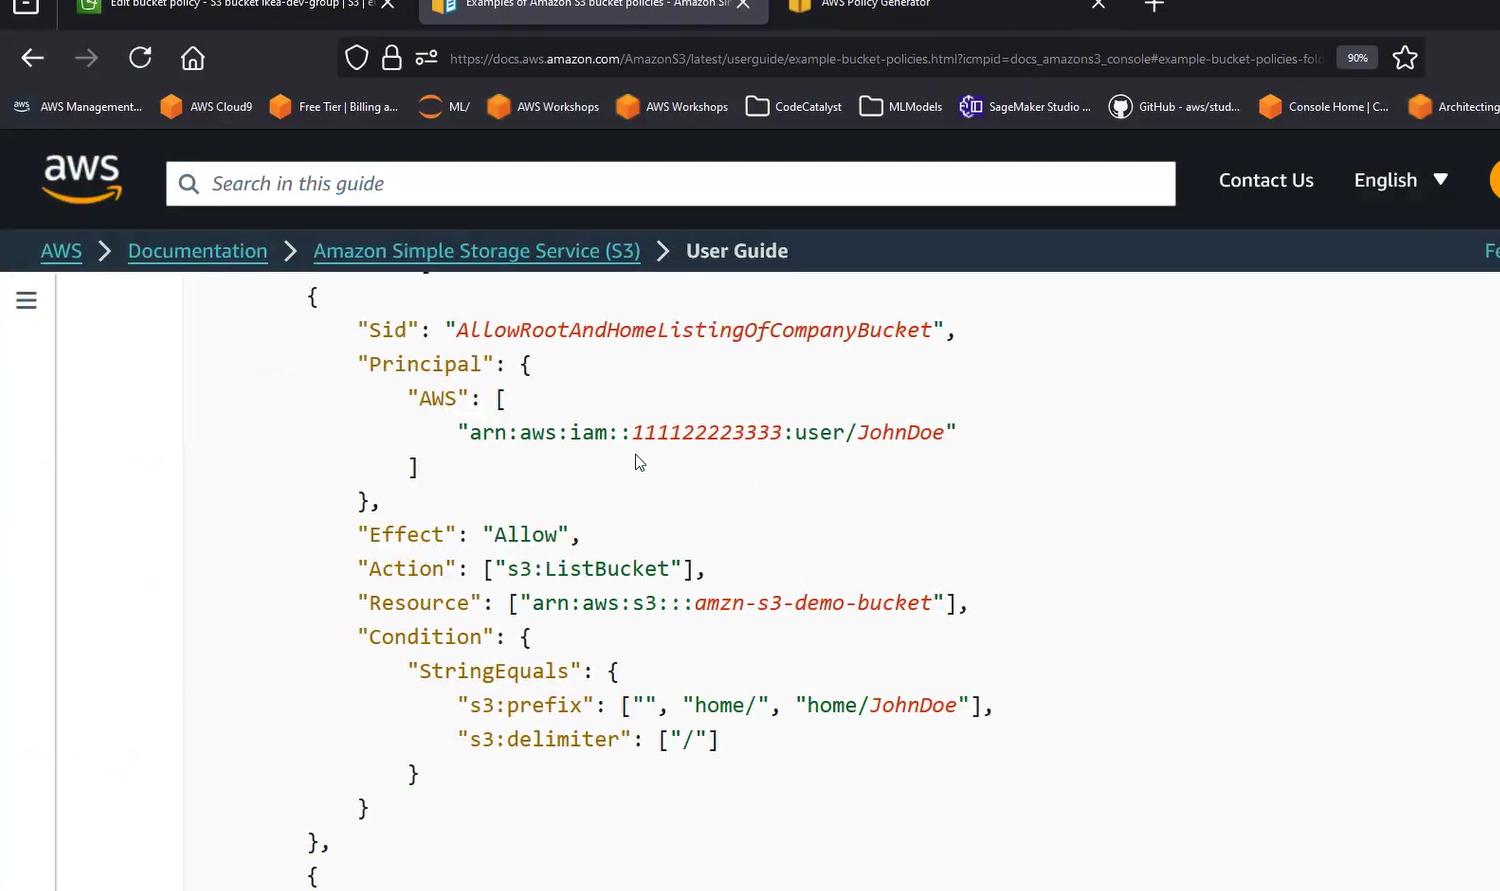 Edit bucket policy - S3 bucket ikea-dev-group | S3 |
Examples of Amazon S3 bucket policies - Amazon
AWS Policy Generator
https://docs.aws.amazon.com/AmazonS3/latest/userguide/example-bucket-policies.html?icmpid=docs_amazons3_console#example-bucket-policies-fol
90%
aws AWS Management...
AWS Cloud9
Free Tier | Billing a...
ML/
AWS Workshops
AWS Workshops
CodeCatalyst
MLModels
SageMaker Studio ...
GitHub - aws/stud...
Console Home | C...
Architecting
aws
Search in this guide
Contact Us
English
AWS > Documentation > Amazon Simple Storage Service (S3) > User Guide
Fe
{
"Sid": "AllowRootAndHomeListingOfCompanyBucket",
"Principal": {
"AWS": [
"arn:aws:iam::111122223333:user/JohnDoe"
]
},
"Effect": "Allow",
"Action": ["s3:ListBucket"],
"Resource": ["arn:aws:s3:::amzn-s3-demo-bucket"],
"Condition": {
"StringEquals": {
"s3:prefix": ["", "home/", "home/JohnDoe"],
"s3:delimiter": ["/"]
}
}
},
{